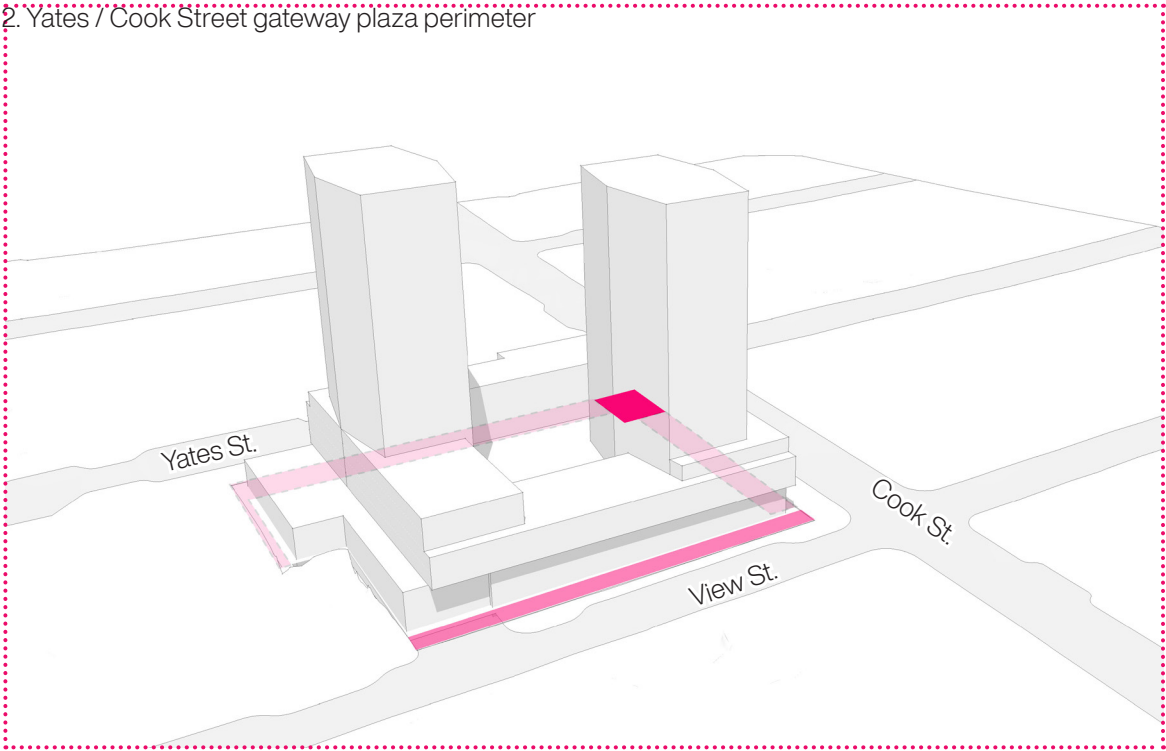 2. Yates / Cook Street gateway plaza perimeter
Yates St.
Cook St.
View St.